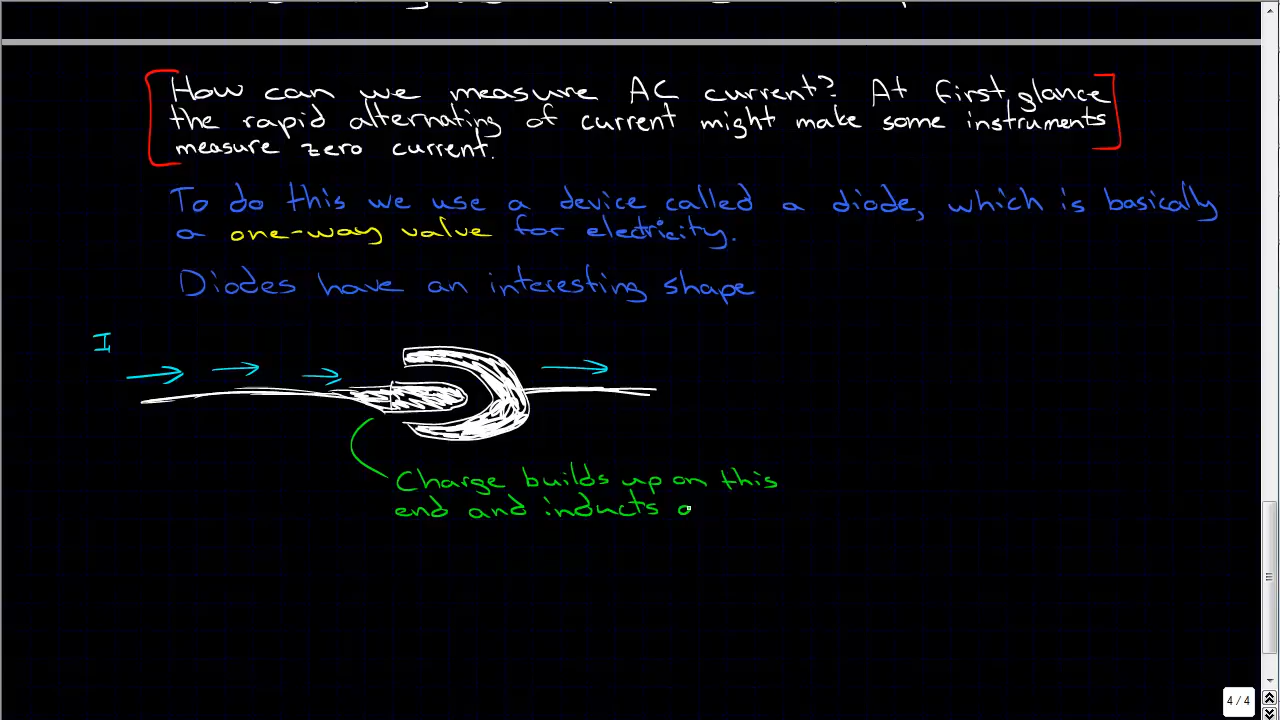 How can we measure AC current? At first glance
the rapid alternating of current might make some instruments
measure zero current.
To do this we use a device called a diode, which is basically
a one-way valve for electricity.
Diodes have an interesting shape
I
Charge builds up on this
end and inducts a
4 / 4